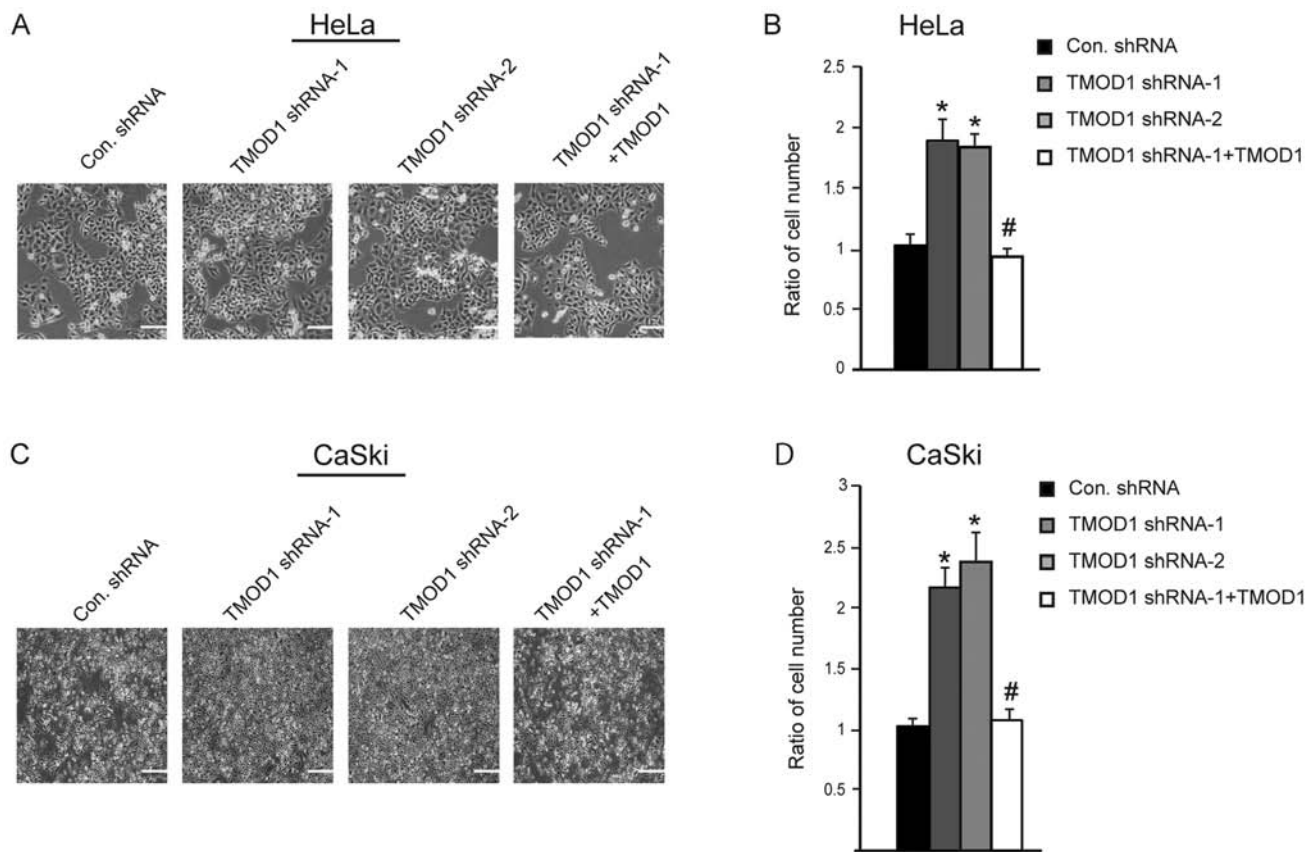 A
HeLa
Con. shRNA
TMOD1 shRNA-1
TMOD1 shRNA-2
TMOD1 shRNA-1
+TMOD1
B
HeLa
Ratio of cell number
2.5
2
1.5
1
0.5
0
*
*
#
Con. shRNA
TMOD1 shRNA-1
TMOD1 shRNA-2
TMOD1 shRNA-1+TMOD1
C
CaSki
Con. shRNA
TMOD1 shRNA-1
TMOD1 shRNA-2
TMOD1 shRNA-1
+TMOD1
D
CaSki
Ratio of cell number
3
2.5
2
1.5
1
0.5
*
*
#
Con. shRNA
TMOD1 shRNA-1
TMOD1 shRNA-2
TMOD1 shRNA-1+TMOD1